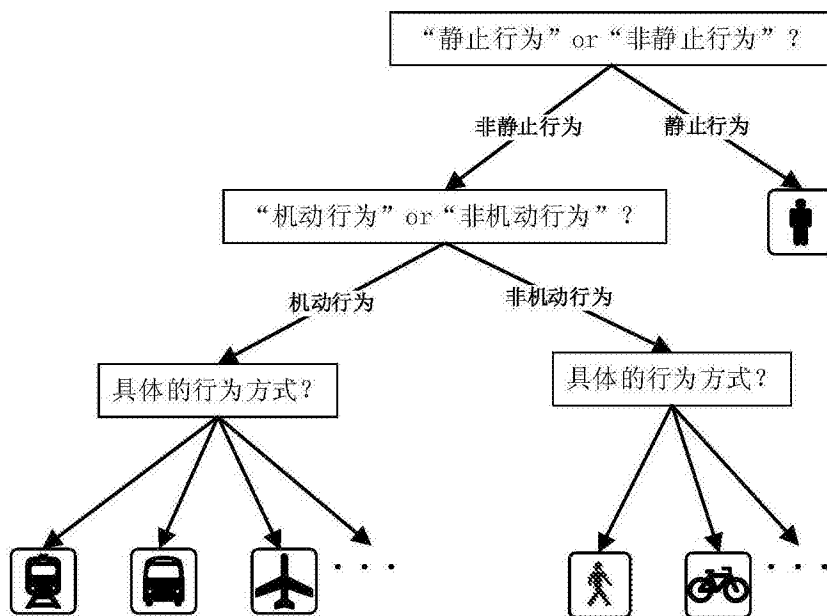 “静止行为”or“非静止行为”？
非静止行为
静止行为
“机动行为”or“非机动行为”？
机动行为
非机动行为
具体的行为方式？
具体的行为方式？
···
···